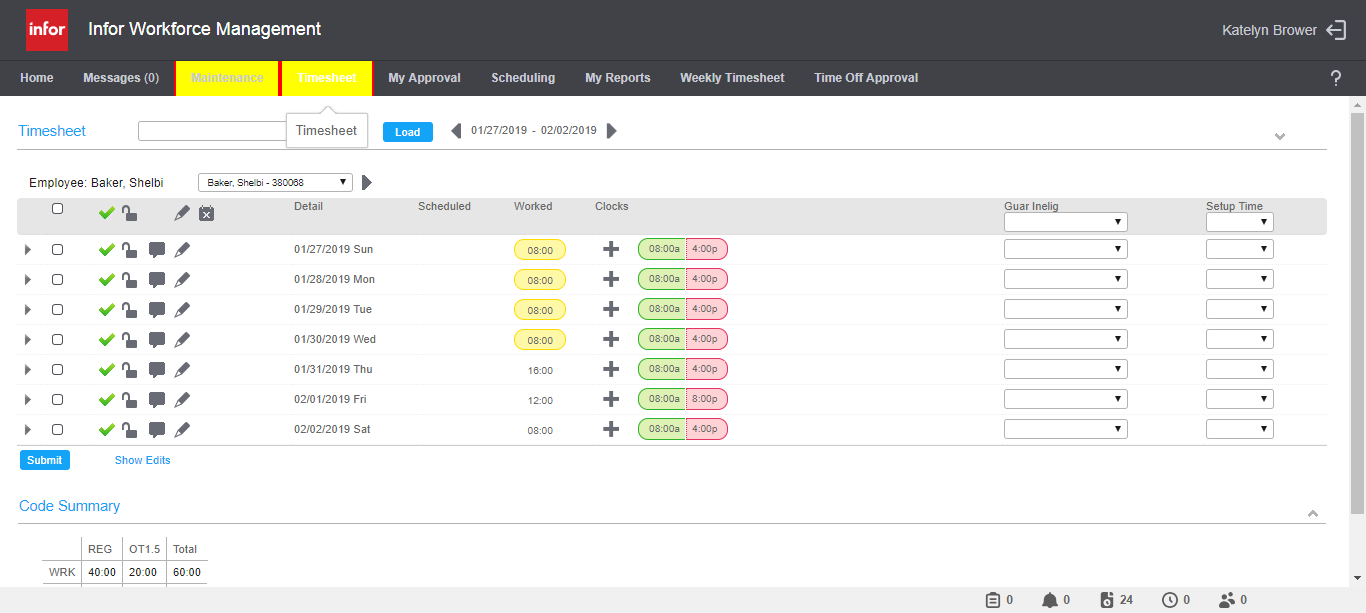 infor Infor Workforce Management Katelyn Brower
Home Messages (0) Maintenance Timesheet My Approval Scheduling My Reports Weekly Timesheet Time Off Approval ?
Timesheet Timesheet Load 01/27/2019 - 02/02/2019
Employee: Baker, Shelbi Baker, Shelbi - 380068
Detail Scheduled Worked Clocks Guar Inelig Setup Time
01/27/2019 Sun 08:00 08:00a 4:00p
01/28/2019 Mon 08:00 08:00a 4:00p
01/29/2019 Tue 08:00 08:00a 4:00p
01/30/2019 Wed 08:00 08:00a 4:00p
01/31/2019 Thu 16:00 08:00a 4:00p
02/01/2019 Fri 12:00 08:00a 8:00p
02/02/2019 Sat 08:00 08:00a 4:00p
Submit Show Edits
Code Summary
REG OT1.5 Total
WRK 40:00 20:00 60:00
0 0 24 0 0